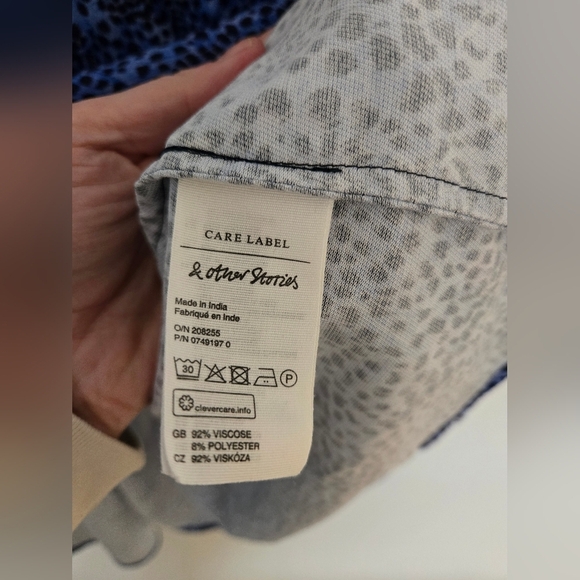 CARE LABEL
& other Stories
Made in India
Fabriqué en Inde
O/N 208255
P/N 0749197 0
30 P
clevercare.info
GB 92% VISCOSE
8% POLYESTER
CZ 92% VISKÓZA